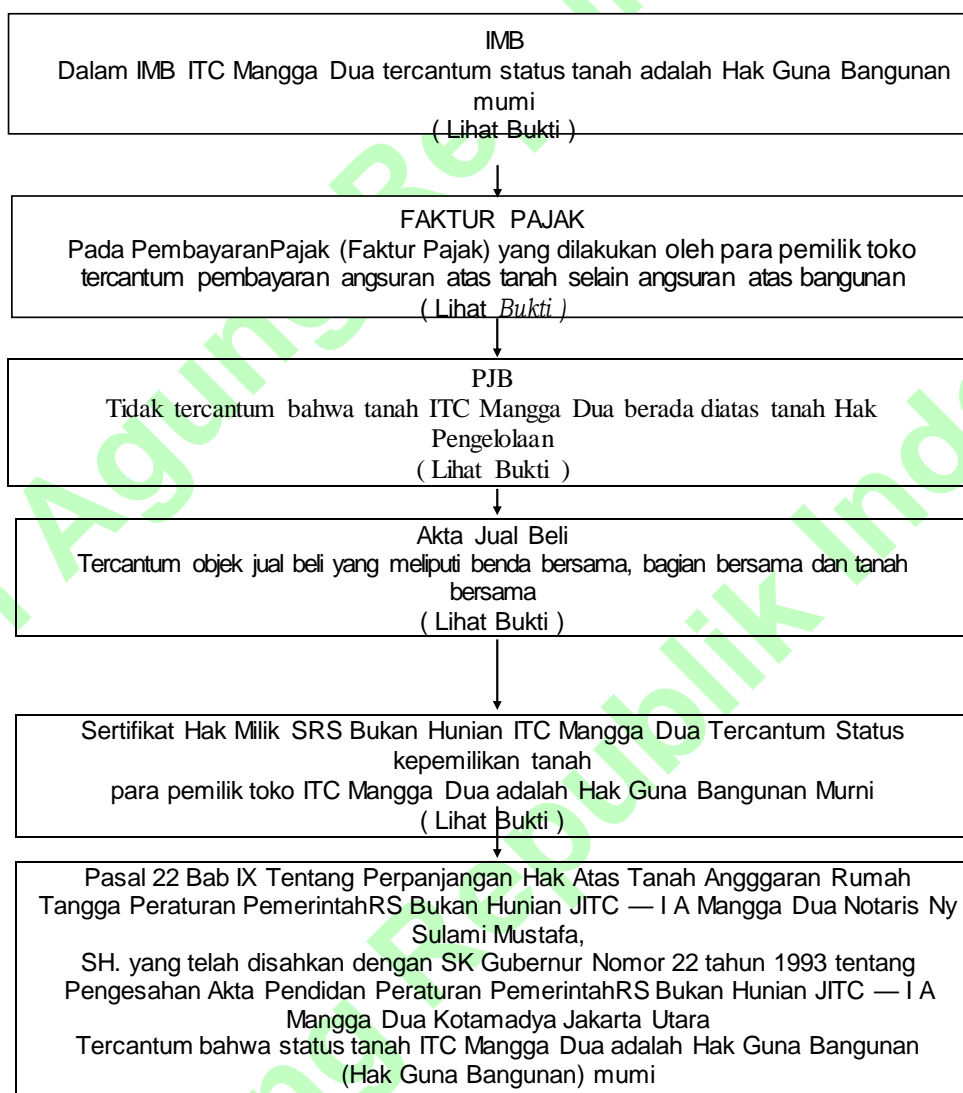 IMB
Dalam IMB ITC Mangga Dua tercantum status tanah adalah Hak Guna Bangunan
mumi
( Lihat Bukti )
FAKTUR PAJAK
Pada PembayaranPajak (Faktur Pajak) yang dilakukan oleh para pemilik toko
tercantum pembayaran angsuran atas tanah selain angsuran atas bangunan
( Lihat Bukti )
PJB
Tidak tercantum bahwa tanah ITC Mangga Dua berada diatas tanah Hak
Pengelolaan
( Lihat Bukti )
Akta Jual Beli
Tercantum objek jual beli yang meliputi benda bersama, bagian bersama dan tanah
bersama
( Lihat Bukti )
Sertifikat Hak Milik SRS Bukan Hunian ITC Mangga Dua Tercantum Status
kepemilikan tanah
para pemilik toko ITC Mangga Dua adalah Hak Guna Bangunan Murni
( Lihat Bukti )
Pasal 22 Bab IX Tentang Perpanjangan Hak Atas Tanah Angggaran Rumah
Tangga Peraturan PemerintahRS Bukan Hunian JITC — I A Mangga Dua Notaris Ny
Sulami Mustafa,
SH. yang telah disahkan dengan SK Gubernur Nomor 22 tahun 1993 tentang
Pengesahan Akta Pendidan Peraturan PemerintahRS Bukan Hunian JITC — I A
Mangga Dua Kotamadya Jakarta Utara
Tercantum bahwa status tanah ITC Mangga Dua adalah Hak Guna Bangunan
(Hak Guna Bangunan) mumi